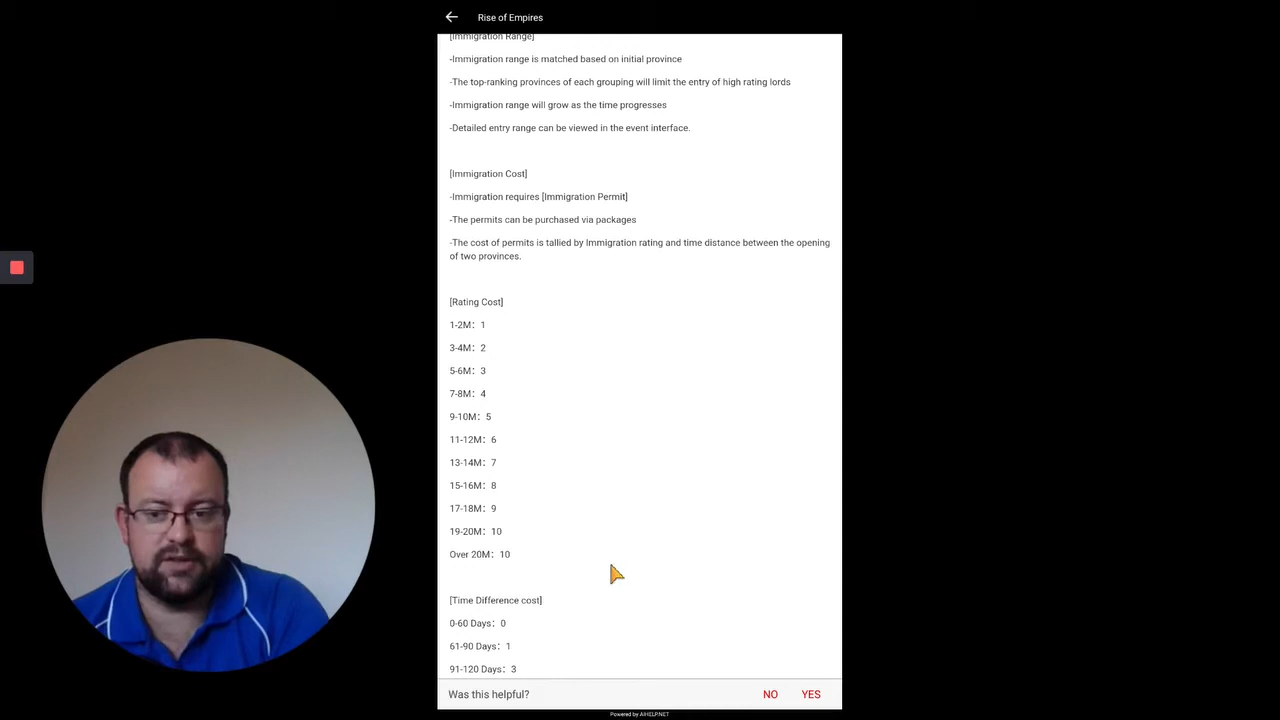 Rise of Empires
[Immigration Range]
-Immigration range is matched based on initial province
-The top-ranking provinces of each grouping will limit the entry of high rating lords
-Immigration range will grow as the time progresses
-Detailed entry range can be viewed in the event interface.
[Immigration Cost]
-Immigration requires [Immigration Permit]
-The permits can be purchased via packages
-The cost of permits is tallied by Immigration rating and time distance between the opening
of two provinces.
[Rating Cost]
1-2M：1
3-4M：2
5-6M：3
7-8M：4
9-10M：5
11-12M：6
13-14M：7
15-16M：8
17-18M：9
19-20M：10
Over 20M：10
[Time Difference cost]
0-60 Days：0
61-90 Days：1
91-120 Days：3
Was this helpful?
NO
YES
Powered by AIHELP.NET